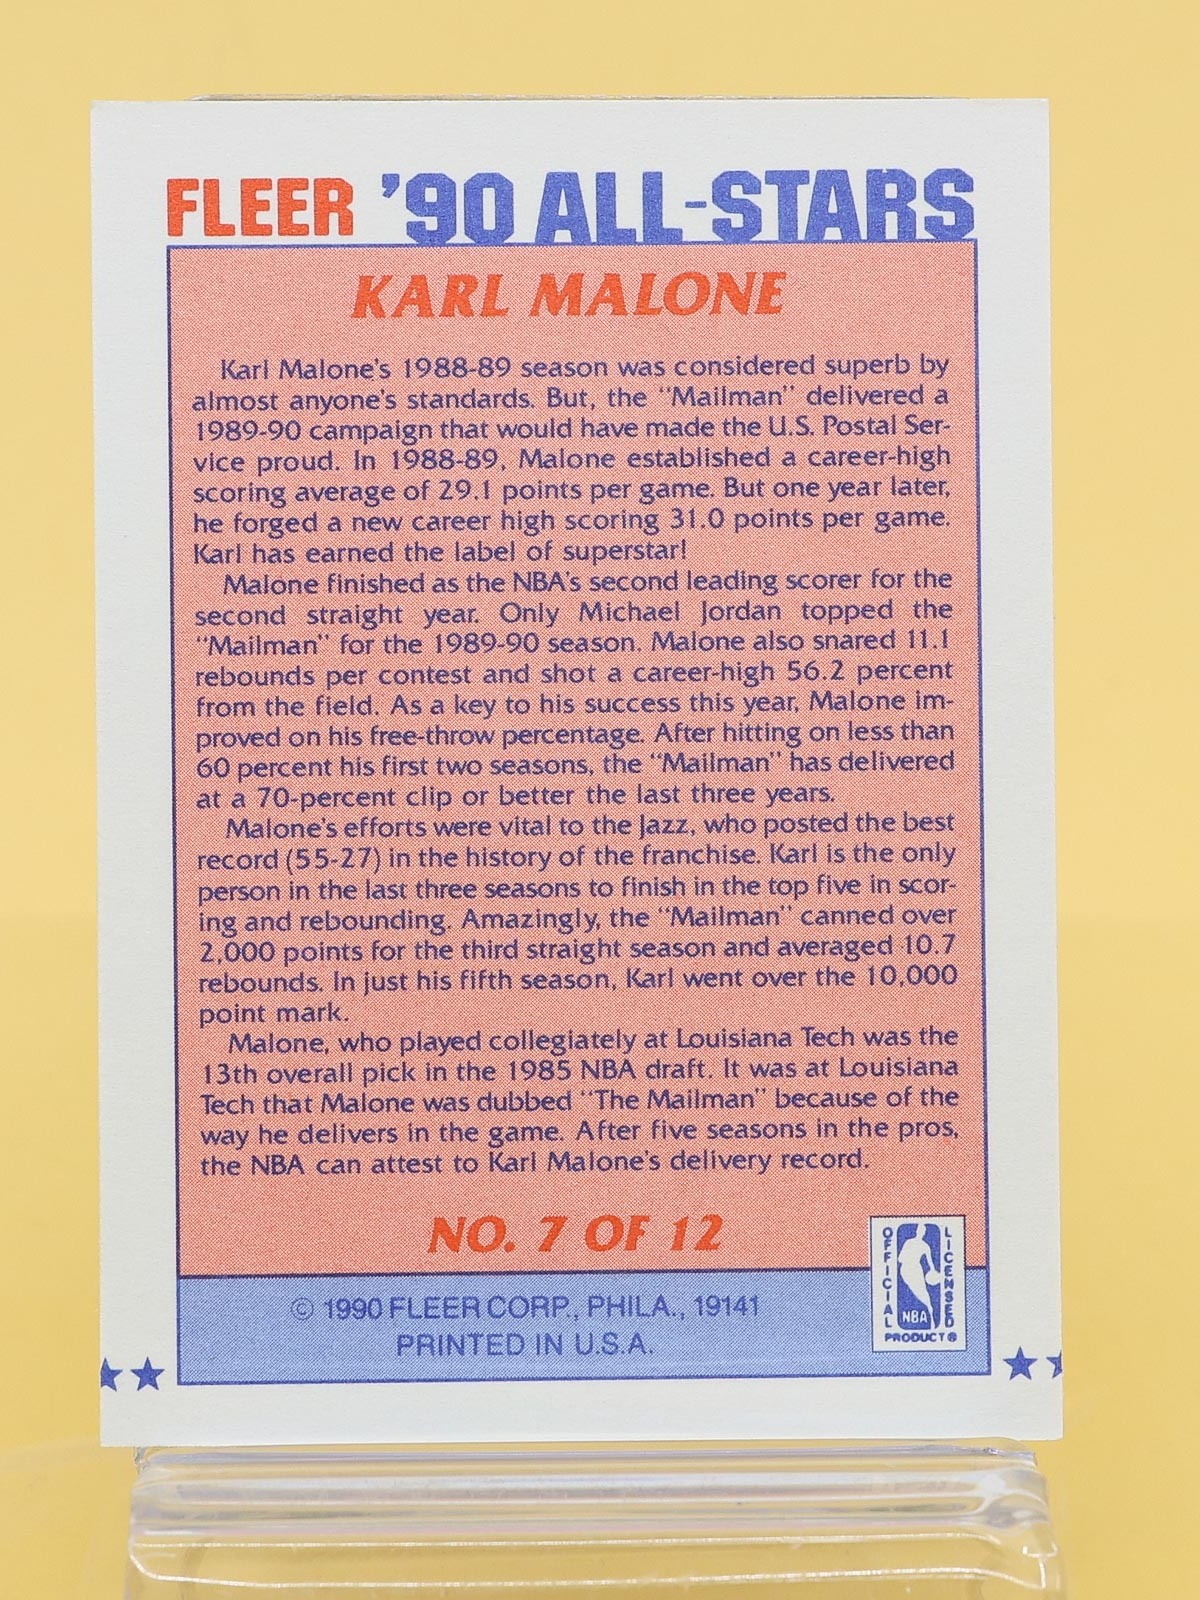 FLEER '90 ALL-STARS
KARL MALONE
Karl Malone's 1988-89 season was considered superb by
almost anyone's standards. But, the "Mailman" delivered a
1989-90 campaign that would have made the U.S. Postal Ser-
vice proud. In 1988-89, Malone established a career-high
scoring average of 29.1 points per game. But one year later,
he forged a new career high scoring 31.0 points per game.
Karl has earned the label of superstar!
Malone finished as the NBA's second leading scorer for the
second straight year. Only Michael Jordan topped the
"Mailman" for the 1989-90 season. Malone also snared 11.1
rebounds per contest and shot a career-high 56.2 percent
from the field. As a key to his success this year, Malone im-
proved on his free-throw percentage. After hitting on less than
60 percent his first two seasons, the "Mailman" has delivered
at a 70-percent clip or better the last three years.
Malone's efforts were vital to the Jazz, who posted the best
record (55-27) in the history of the franchise. Karl is the only
person in the last three seasons to finish in the top five in scor-
ing and rebounding. Amazingly, the "Mailman" canned over
2,000 points for the third straight season and averaged 10.7
rebounds. In just his fifth season, Karl went over the 10,000
point mark.
Malone, who played collegiately at Louisiana Tech was the
13th overall pick in the 1985 NBA draft. It was at Louisiana
Tech that Malone was dubbed "The Mailman" because of the
way he delivers in the game. After five seasons in the pros,
the NBA can attest to Karl Malone's delivery record.
NO. 7 OF 12
© 1990 FLEER CORP., PHILA., 19141
PRINTED IN U.S.A.
OFFICIAL
NBA
LICENSED
PRODUCT®